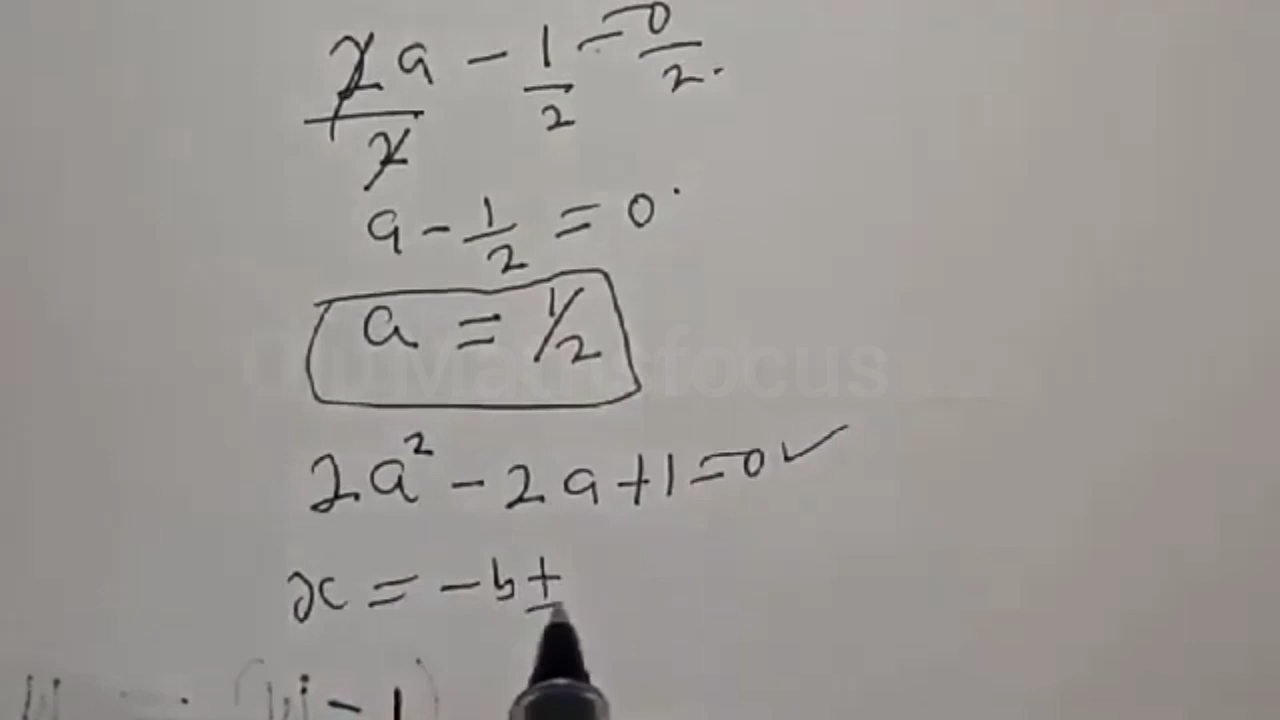 2a/2 - 1/2 = 0/2.
a - 1/2 = 0.
a = 1/2
2a² - 2a + 1 = 0 ✓
x = -b ±